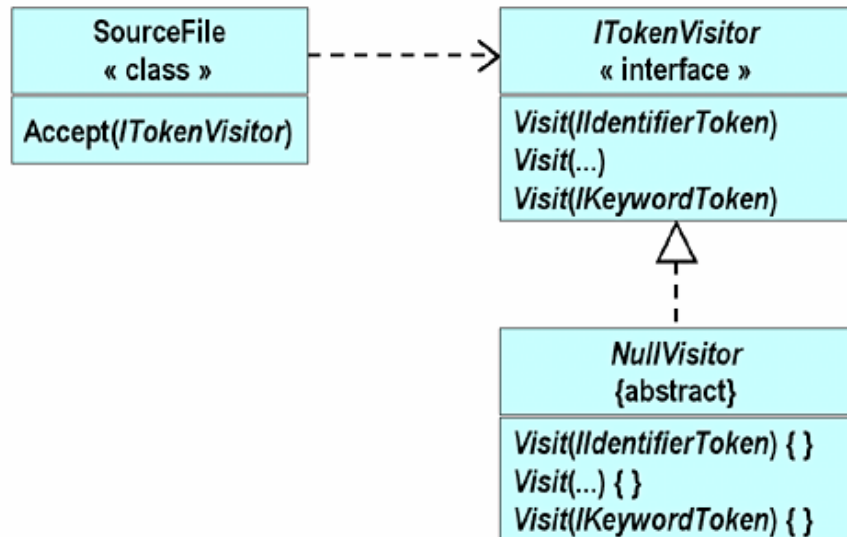 SourceFile
« class »
Accept(ITokenVisitor)
ITokenVisitor
« interface »
Visit(IIdentifierToken)
Visit(...)
Visit(IKeywordToken)
NullVisitor
{abstract}
Visit(IIdentifierToken) { }
Visit(...) { }
Visit(IKeywordToken) { }